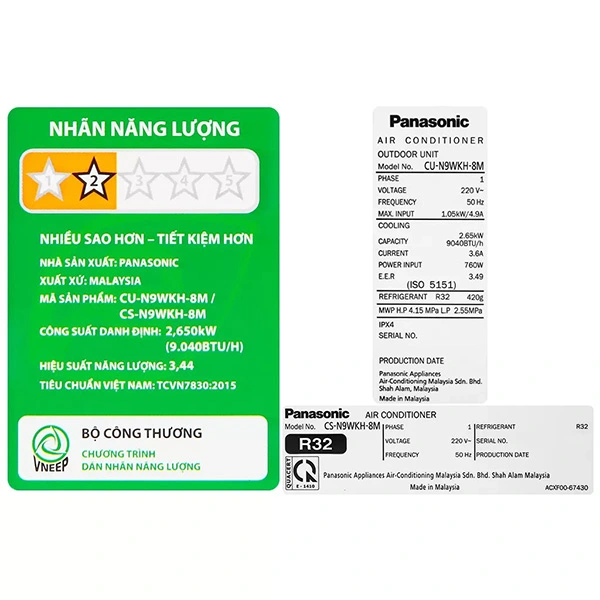 NHÃN NĂNG LƯỢNG
1 2 3 4 5
NHIỀU SAO HƠN – TIẾT KIỆM HƠN
NHÀ SẢN XUẤT: PANASONIC
XUẤT XỨ: MALAYSIA
MÃ SẢN PHẨM: CU-N9WKH-8M /
CS-N9WKH-8M
CÔNG SUẤT DANH ĐỊNH: 2,650kW
(9.040BTU/H)
HIỆU SUẤT NĂNG LƯỢNG: 3,44
TIÊU CHUẨN VIỆT NAM: TCVN7830:2015
VNEEP
BỘ CÔNG THƯƠNG
CHƯƠNG TRÌNH
DÁN NHÃN NĂNG LƯỢNG
Panasonic
AIR CONDITIONER
OUTDOOR UNIT
Model No. CU-N9WKH-8M
PHASE 1
VOLTAGE 220 V~
FREQUENCY 50 Hz
MAX. INPUT 1.05kW/4.9A
COOLING
CAPACITY 2.65kW
9040BTU/h
CURRENT 3.6A
POWER INPUT 760W
E.E.R 3.49
(ISO 5151)
REFRIGERANT R32 420g
MWP H.P 4.15 MPa L.P 2.55MPa
IPX4
SERIAL NO.
PRODUCTION DATE
Panasonic Appliances
Air-Conditioning Malaysia Sdn. Bhd.
Shah Alam, Malaysia
Made in Malaysia
Panasonic AIR CONDITIONER
Model No. CS-N9WKH-8M PHASE 1 REFRIGERANT R32
R32 VOLTAGE 220 V~ SERIAL NO.
FREQUENCY 50 Hz PRODUCTION DATE
QUACERT
E - 1410
Panasonic Appliances Air-Conditioning Malaysia Sdn. Bhd. Shah Alam Malaysia
Made in Malaysia ACXF00-67430